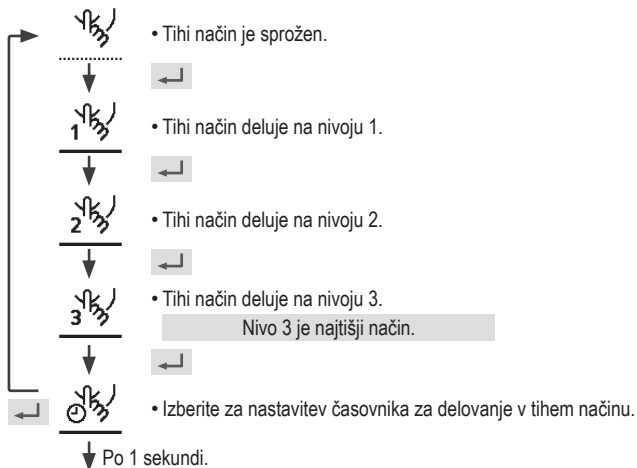 • Tihi način je sprožen.
1
• Tihi način deluje na nivoju 1.
2
• Tihi način deluje na nivoju 2.
3
• Tihi način deluje na nivoju 3.
Nivo 3 je najtišji način.
• Izberite za nastavitev časovnika za delovanje v tihem načinu.
Po 1 sekundi.